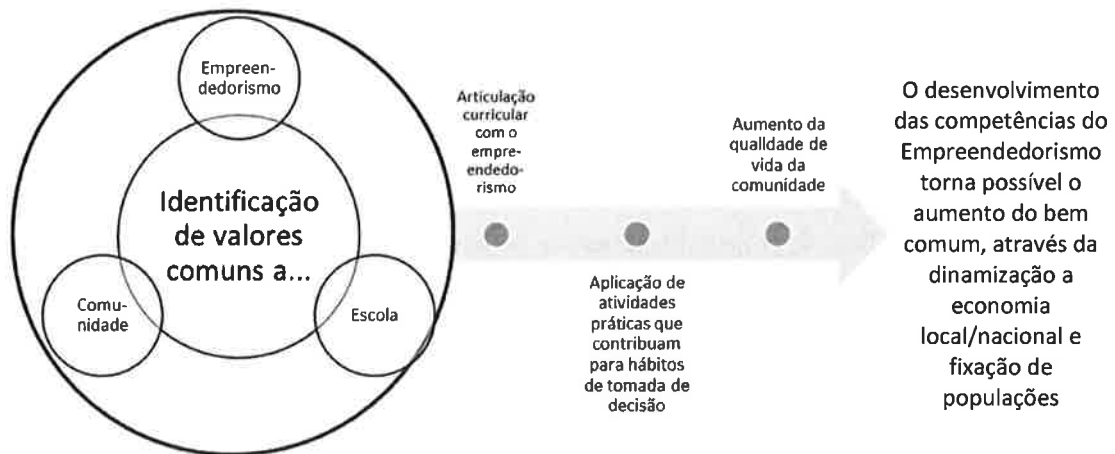 Empreen-
dedorismo
Identificação
de valores
comuns a...
Comu-
nidade
Escola
Articulação
curricular
com o
empre-
endedo-
rismo
Aplicação de
atividades
práticas que
contribuam
para hábitos
de tomada de
decisão
Aumento da
qualidade de
vida da
comunidade
O desenvolvimento
das competências do
Empreendedorismo
torna possível o
aumento do bem
comum, através da
dinamização a
economia
local/nacional e
fixação de
populações